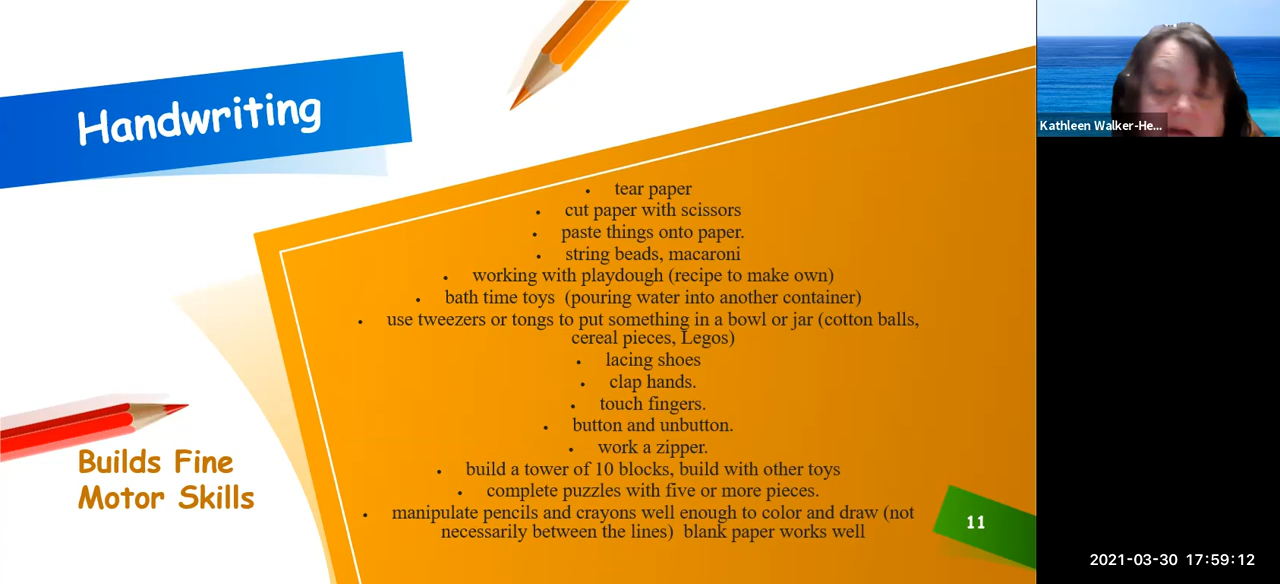 Handwriting
• tear paper
• cut paper with scissors
• paste things onto paper.
• string beads, macaroni
• working with playdough (recipe to make own)
• bath time toys  (pouring water into another container)
• use tweezers or tongs to put something in a bowl or jar (cotton balls,
cereal pieces, Legos)
• lacing shoes
• clap hands.
• touch fingers.
• button and unbutton.
• work a zipper.
• build a tower of 10 blocks, build with other toys
• complete puzzles with five or more pieces.
• manipulate pencils and crayons well enough to color and draw (not
necessarily between the lines)  blank paper works well
Builds Fine
Motor Skills
11
Kathleen Walker-He...
2021-03-30 17:59:12